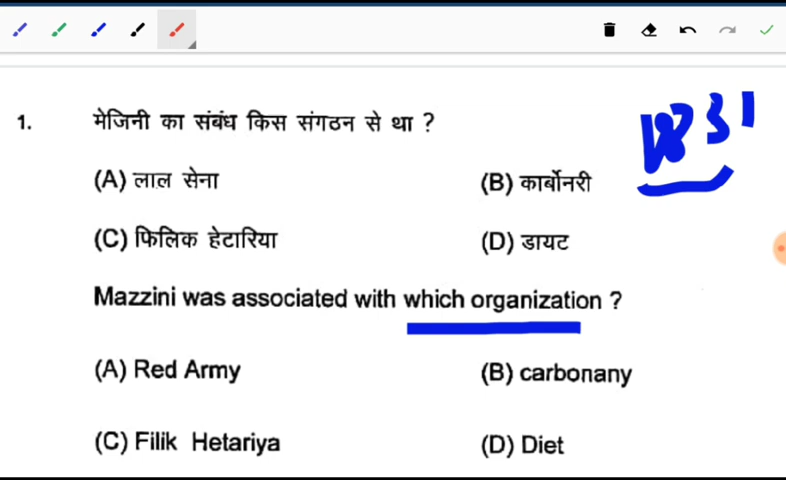 1. मेजिनी का संबंध किस संगठन से था ?
1831
(A) लाल सेना (B) कार्बोनरी
(C) फिलिक हेटारिया (D) डायट
Mazzini was associated with which organization ?
(A) Red Army (B) carbonany
(C) Filik Hetariya (D) Diet